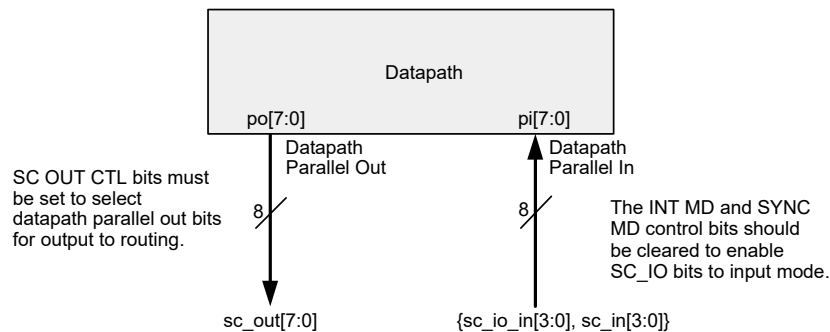 Datapath
po[7:0]
pi[7:0]
Datapath
Parallel Out
Datapath
Parallel In
SC OUT CTL bits must
be set to select
datapath parallel out bits
for output to routing.
8
8
The INT MD and SYNC
MD control bits should
be cleared to enable
SC_IO bits to input mode.
sc_out[7:0]
{sc_io_in[3:0], sc_in[3:0]}